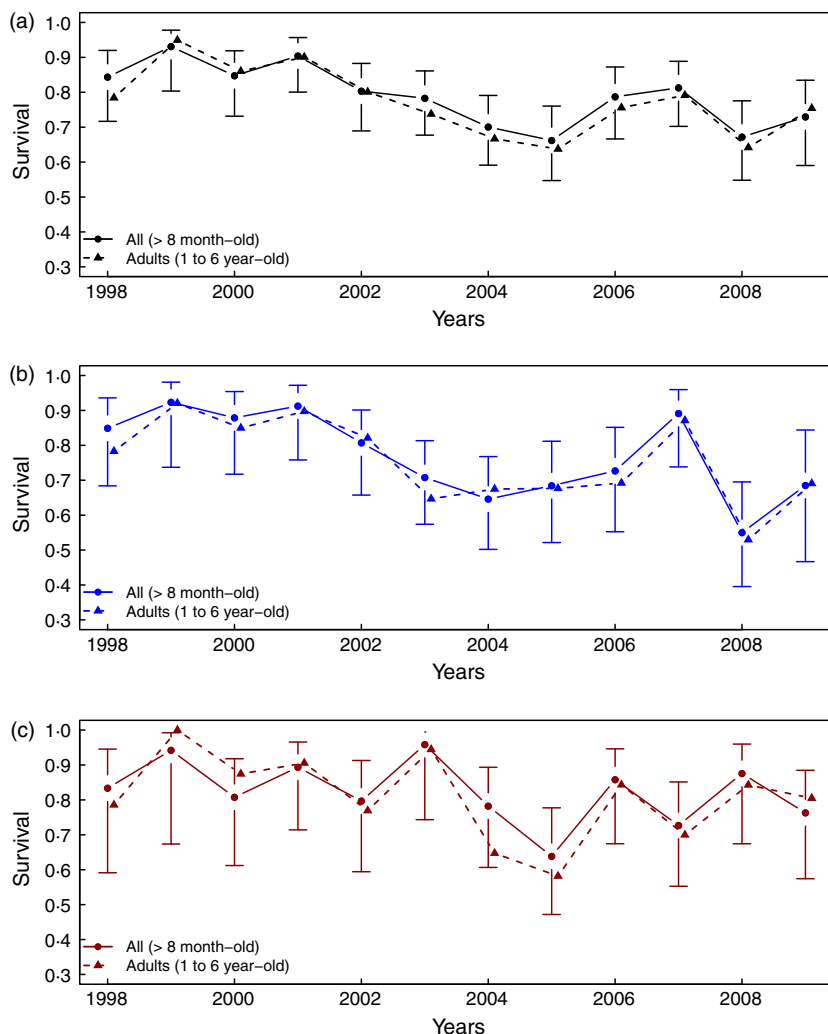 (a)
1·0
0·9
0·8
0·7
0·6
0·5
0·4
0·3
Survival
All (> 8 month−old)
Adults (1 to 6 year−old)
1998 2000 2002 2004 2006 2008
Years
(b)
1·0
0·9
0·8
0·7
0·6
0·5
0·4
0·3
Survival
All (> 8 month−old)
Adults (1 to 6 year−old)
1998 2000 2002 2004 2006 2008
Years
(c)
1·0
0·9
0·8
0·7
0·6
0·5
0·4
0·3
Survival
All (> 8 month−old)
Adults (1 to 6 year−old)
1998 2000 2002 2004 2006 2008
Years